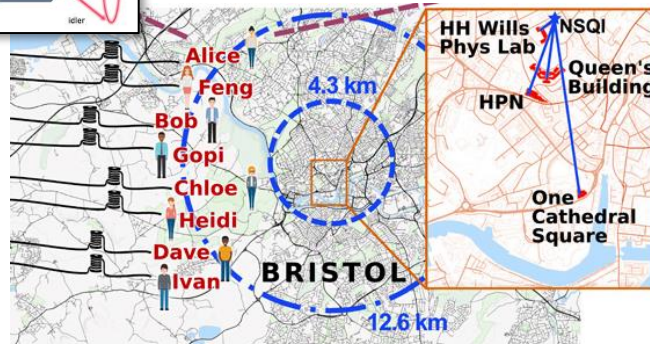 idler
Alice
Feng
Bob
Gopi
Chloe
Heidi
Dave
Ivan
4.3 km
BRISTOL
12.6 km
HH Wills
Phys Lab
NSQI
Queen's
Building
HPN
One
Cathedral
Square